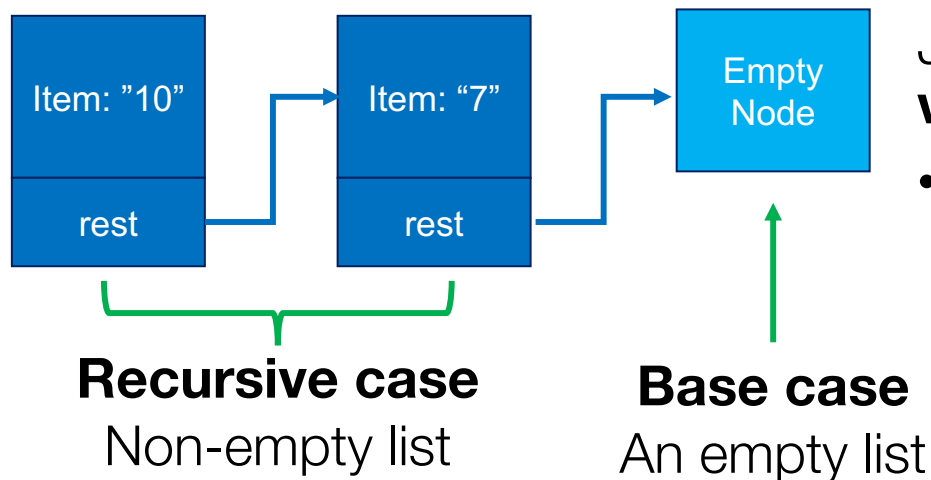 Item: ”10”
Item: “7”
Empty
Node
rest
rest
Recursive case
Non-empty list
Base case
An empty list